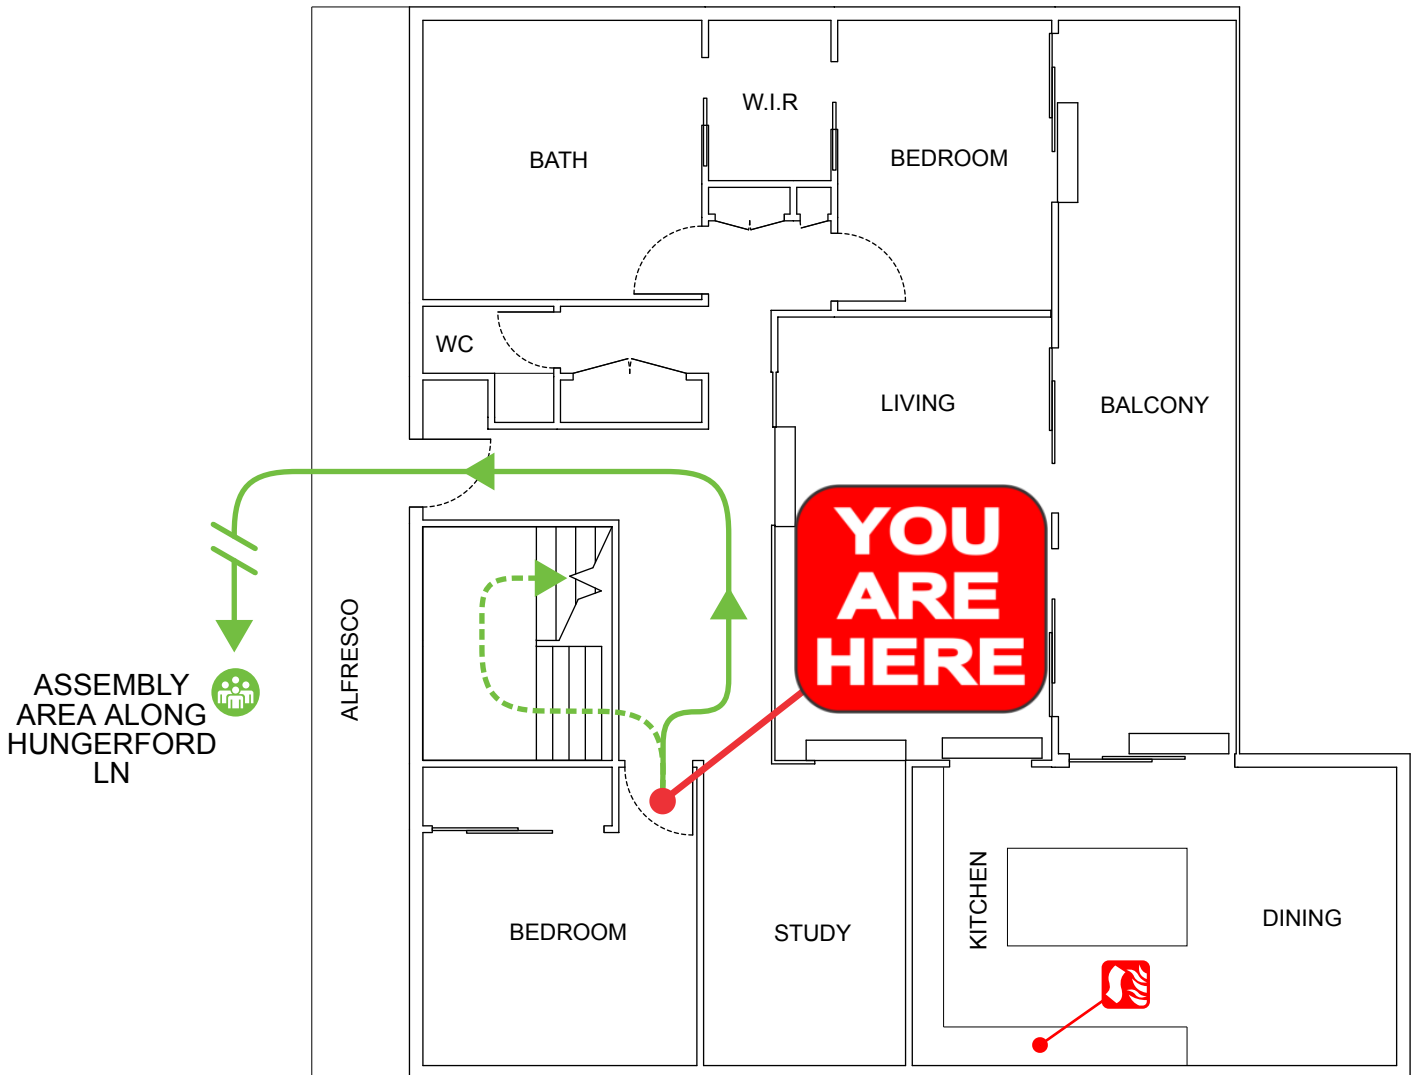 W.I.R
BATH
BEDROOM
WC
LIVING
BALCONY
YOU
ARE
HERE
ALFRESCO
ASSEMBLY
AREA ALONG
HUNGERFORD
LN
BEDROOM
STUDY
KITCHEN
DINING